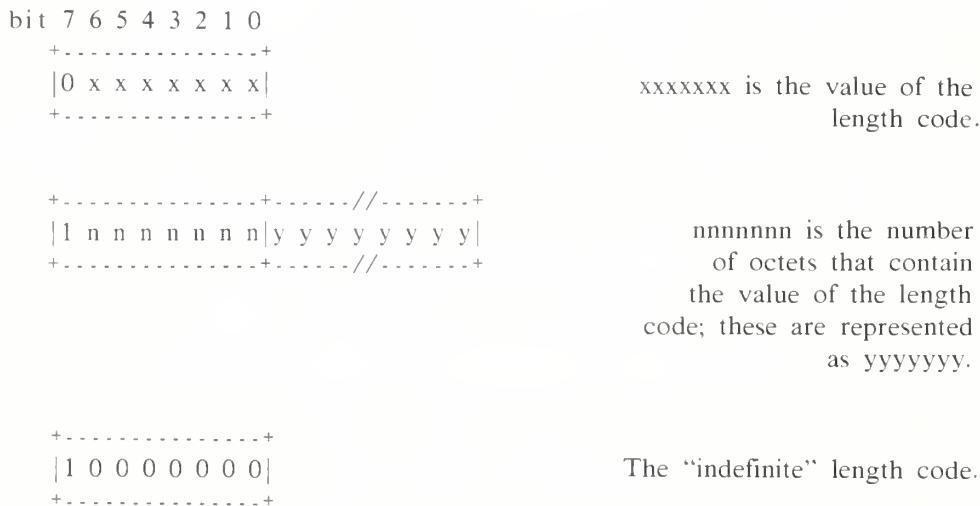 bit 7 6 5 4 3 2 1 0
+---------------+
|0 x x x x x x x|
+---------------+
xxxxxxx is the value of the
length code.
+---------------+------//-------+
|1 n n n n n n n|y y y y y y y y|
+---------------+------//-------+
nnnnnnn is the number
of octets that contain
the value of the length
code; these are represented
as yyyyyyy.
+---------------+
|1 0 0 0 0 0 0 0|
+---------------+
The “indefinite” length code.